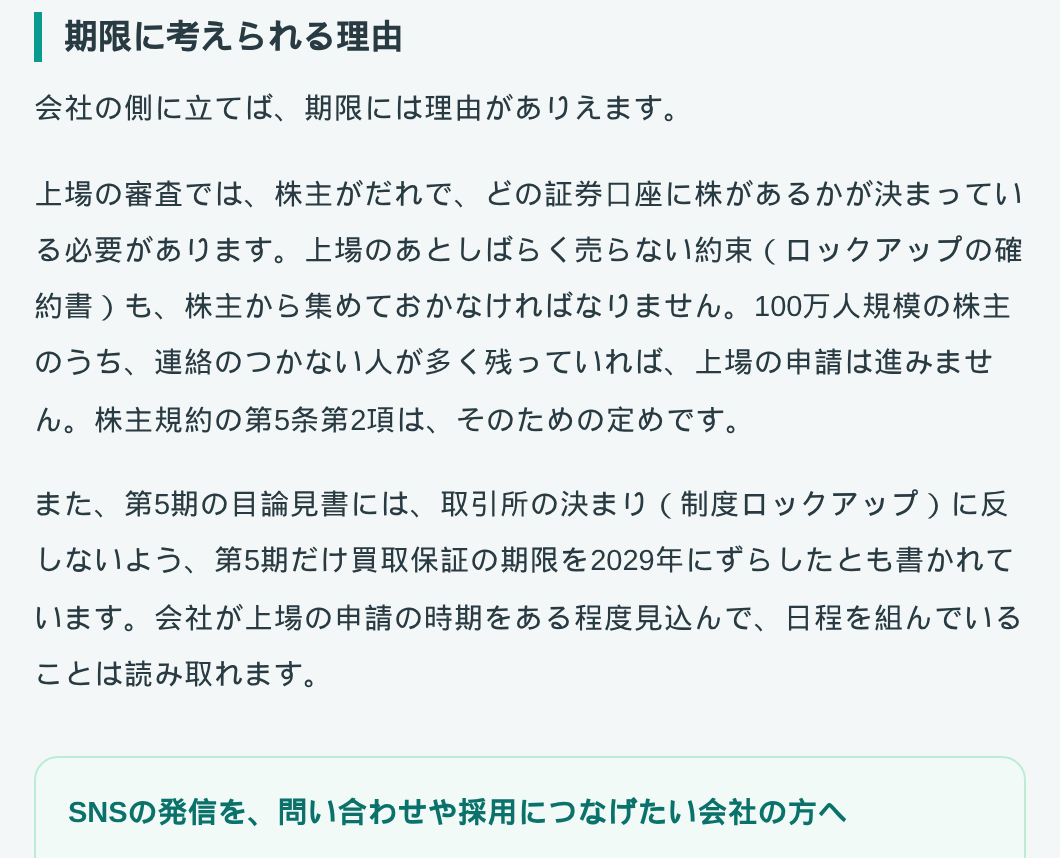 期限に考えられる理由
会社の側に立てば、期限には理由がありえます。
上場の審査では、株主がだれで、どの証券口座に株があるかが決まってい
る必要があります。上場のあとしばらく売らない約束（ロックアップの確
約書）も、株主から集めておかなければなりません。100万人規模の株主
のうち、連絡のつかない人が多く残っていれば、上場の申請は進みませ
ん。株主規約の第5条第2項は、そのための定めです。
また、第5期の目論見書には、取引所の決まり（制度ロックアップ）に反
しないよう、第5期だけ買取保証の期限を2029年にずらしたとも書かれて
います。会社が上場の申請の時期をある程度見込んで、日程を組んでいる
ことは読み取れます。
SNSの発信を、問い合わせや採用につなげたい会社の方へ